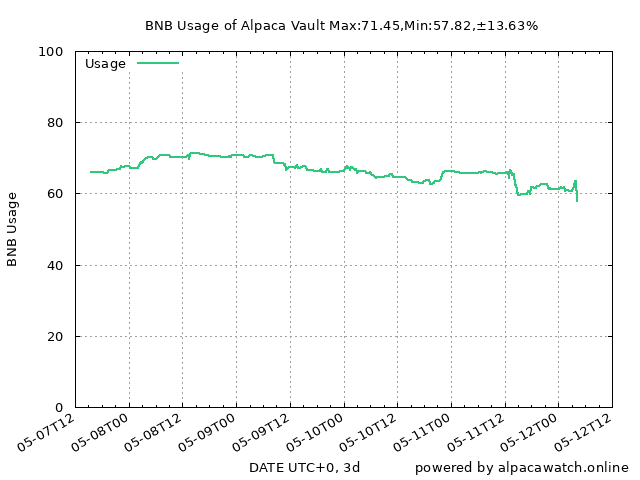 BNB Usage of Alpaca Vault Max:71.45,Min:57.82,±13.63%
Usage
100
80
60
40
20
0
BNB Usage
05-07T12
05-08T00
05-08T12
05-09T00
05-09T12
05-10T00
05-10T12
05-11T00
05-11T12
05-12T00
05-12T12
DATE UTC+0, 3d
powered by alpacawatch.online